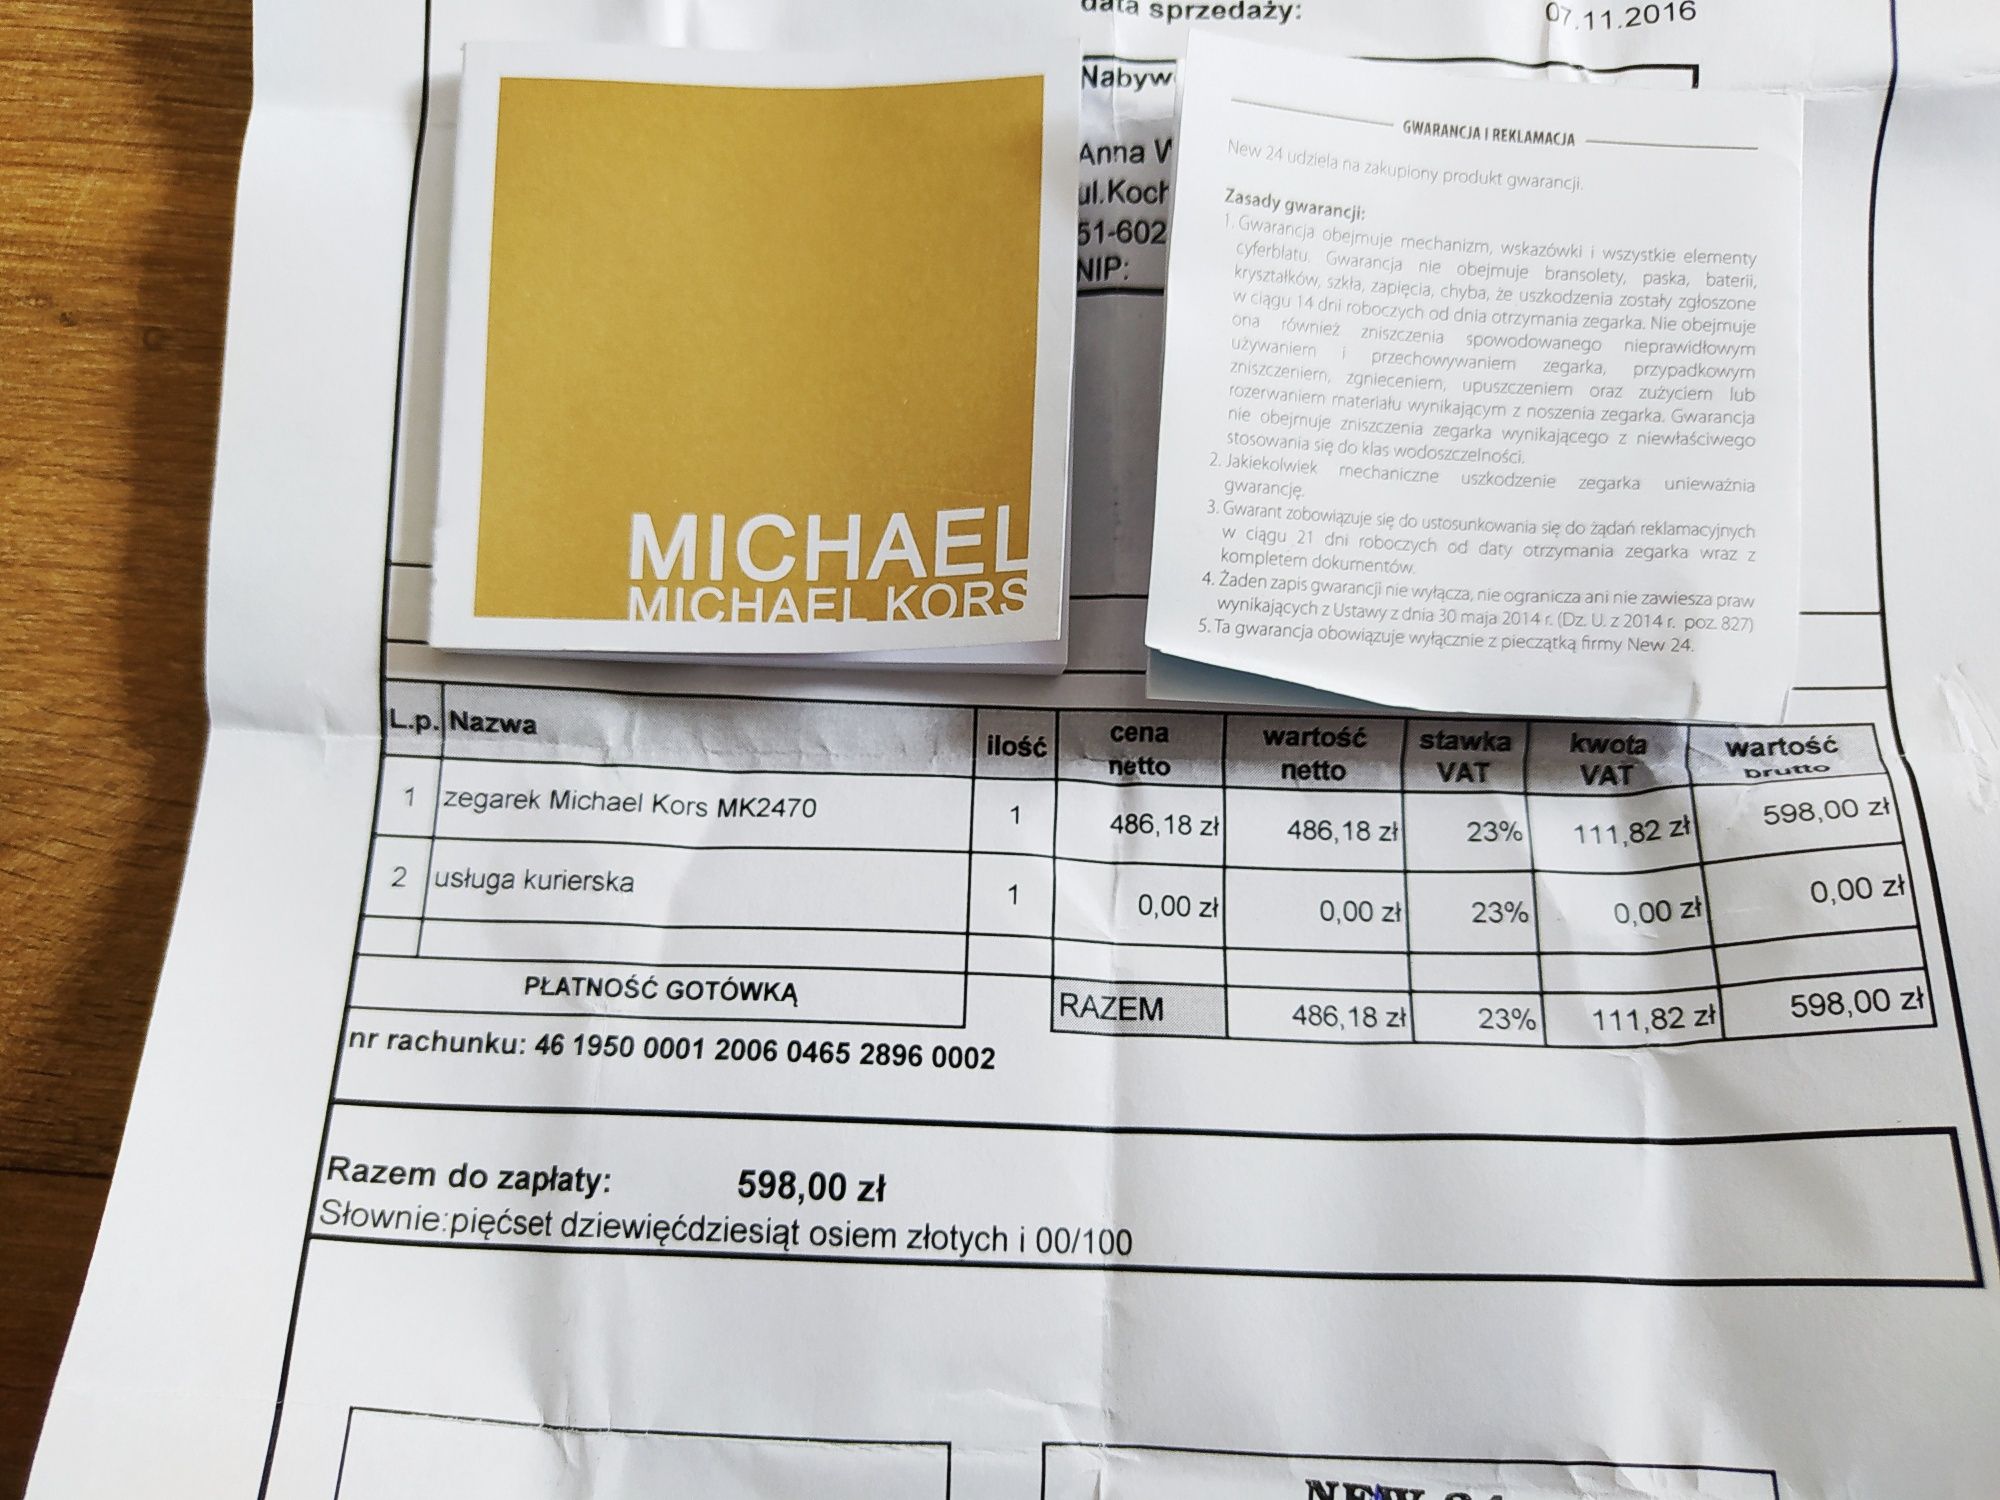 data sprzedaży: 07.11.2016
Anna
51-602
NIP:
MICHAEL
MICHAEL KORS
GWARANCJA I REKLAMACJA
New 24 udziela na zakupiony produkt gwarancji.
Zasady gwarancji:
1. Gwarancja obejmuje mechanizm, wskazówki i wszystkie elementy
cyferblatu. Gwarancja nie obejmuje bransolety, paska, baterii,
kryształków, szkła, zapięcia, chyba, że uszkodzenia zostały zgłoszone
w ciągu 14 dni roboczych od dnia otrzymania zegarka. Nie obejmuje
ona również zniszczenia spowodowanego nieprawidłowym
używaniem i przechowywaniem zegarka, przypadkowym
zniszczeniem, zgnieceniem, upuszczeniem oraz zużyciem lub
rozerwaniem materiału wynikającym z noszenia zegarka. Gwarancja
nie obejmuje zniszczenia zegarka wynikającego z niewłaściwego
stosowania się do klas wodoszczelności.
2. Jakiekolwiek mechaniczne uszkodzenie zegarka unieważnia
gwarancję.
3. Gwarant zobowiązuje się do ustosunkowania się do żądań reklamacyjnych
w ciągu 21 dni roboczych od daty otrzymania zegarka wraz z
kompletem dokumentów.
4. Żaden zapis gwarancji nie wyłącza, nie ogranicza ani nie zawiesza praw
wynikających z Ustawy z dnia 30 maja 2014 r. (Dz. U. z 2014 r. poz. 827)
5. Ta gwarancja obowiązuje wyłącznie z pieczątką firmy New 24.
L.p. Nazwa ilość cena netto wartość netto stawka VAT kwota VAT wartość brutto
1 zegarek Michael Kors MK2470 1 486,18 zł 486,18 zł 23% 111,82 zł 598,00 zł
2 usługa kurierska 1 0,00 zł 0,00 zł 23% 0,00 zł 0,00 zł
PŁATNOŚĆ GOTÓWKĄ RAZEM 486,18 zł 23% 111,82 zł 598,00 zł
nr rachunku: 46 1950 0001 2006 0465 2896 0002
Razem do zapłaty: 598,00 zł
Słownie:pięćset dziewięćdziesiąt osiem złotych i 00/100
NEW 24